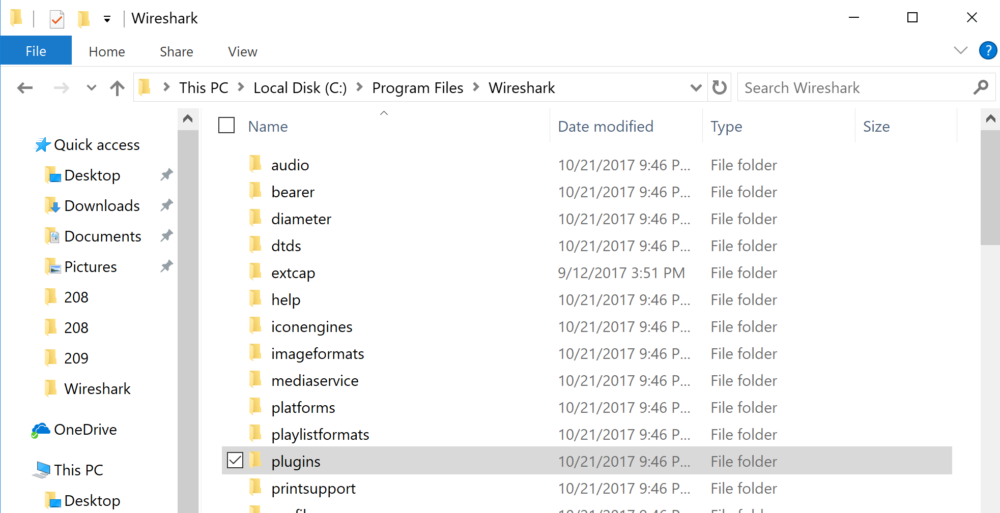 Wireshark
File Home Share View ?
This PC Local Disk (C:) Program Files Wireshark Search Wireshark
Name Date modified Type Size
Quick access
Desktop
Downloads
Documents
Pictures
208
208
209
Wireshark
OneDrive
This PC
Desktop
audio 10/21/2017 9:46 P... File folder
bearer 10/21/2017 9:46 P... File folder
diameter 10/21/2017 9:46 P... File folder
dtds 10/21/2017 9:46 P... File folder
extcap 9/12/2017 3:51 PM File folder
help 10/21/2017 9:46 P... File folder
iconengines 10/21/2017 9:46 P... File folder
imageformats 10/21/2017 9:46 P... File folder
mediaservice 10/21/2017 9:46 P... File folder
platforms 10/21/2017 9:46 P... File folder
playlistformats 10/21/2017 9:46 P... File folder
plugins 10/21/2017 9:46 P... File folder
printsupport 10/21/2017 9:46 P... File folder